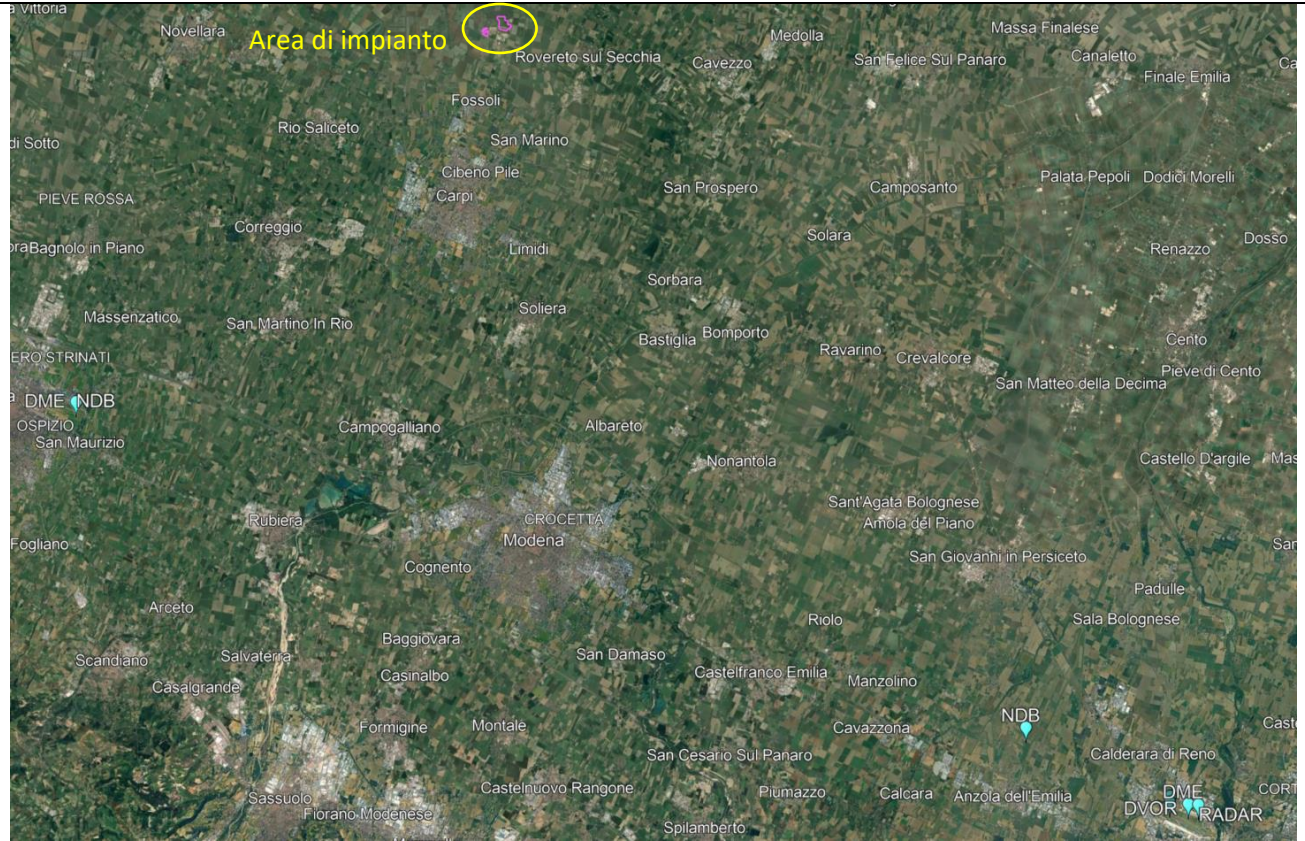 a Vittoria
Novellara
Area di impianto
Rovereto sul Secchia
Medolla
Cavezzo
Massa Finalese
San Felice Sul Panaro
Canaletto
Finale Emilia
Ca
Fossoli
Rio Saliceto
San Marino
di Sotto
Cibeno Pile
Carpi
PIEVE ROSSA
San Prospero
Camposanto
Palata Pepoli
Dodici Morelli
Correggio
Limidi
Solara
Dosso
Renazzo
ora
Bagnolo in Piano
Sorbara
Soliera
Massenzatico
San Martino In Rio
Bastiglia
Bomporto
Ravarino
Crevalcore
Cento
Pieve di Cento
ERO STRINATI
San Matteo della Decima
a
DME
NDB
OSPIZIO
San Maurizio
Campogalliano
Albareto
Nonantola
Castello D'argile
Mas
Sant'Agata Bolognese
Amola del Piano
Rubiera
CROCETTA
Modena
Fogliano
Cognento
San Giovanni in Persiceto
San
Padulle
Arceto
Riolo
Sala Bolognese
Baggiovara
Scandiano
Salvaterra
San Damaso
Casinalbo
Castelfranco Emilia
Manzolino
Casalgrande
Formigine
Montale
NDB
Cavazzona
Caste
San Cesario Sul Panaro
Calderara di Reno
Castelnuovo Rangone
Piumazzo
Calcara
Anzola dell'Emilia
DME
CORT
Sassuolo
Fiorano Modenese
DVOR
RADAR
Spilamberto